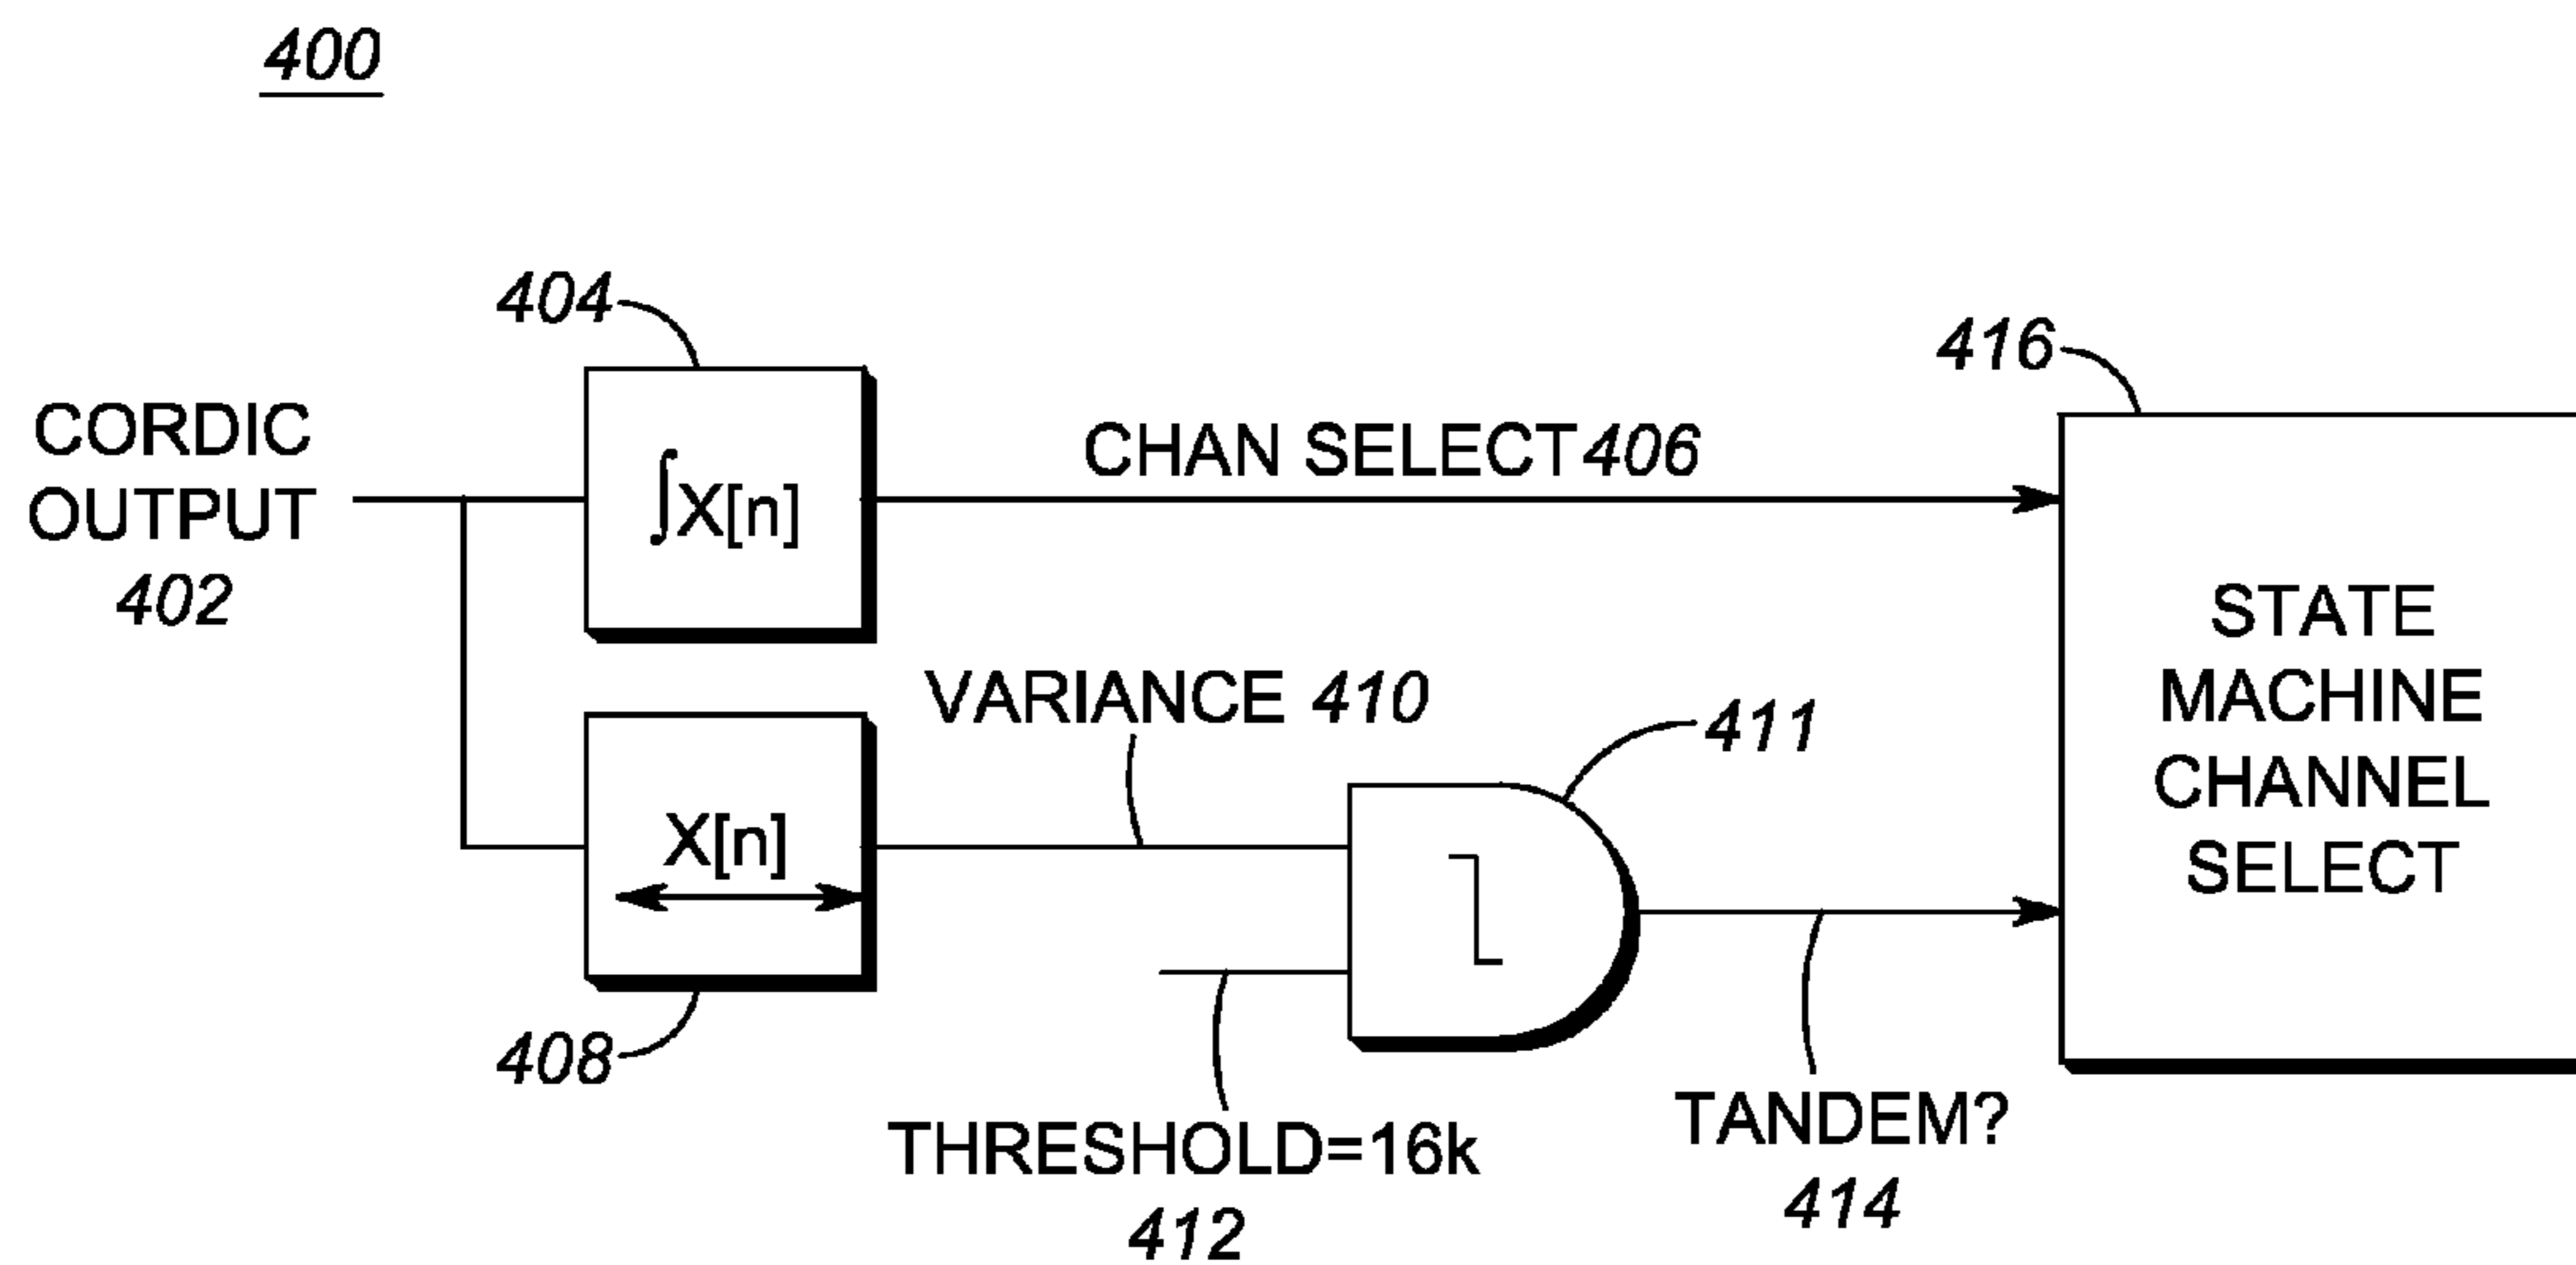 400
404
416
CORDIC
OUTPUT
402
∫X[n]
CHAN SELECT 406
STATE
MACHINE
CHANNEL
SELECT
VARIANCE 410
411
X[n]
408
THRESHOLD=16k
412
TANDEM?
414